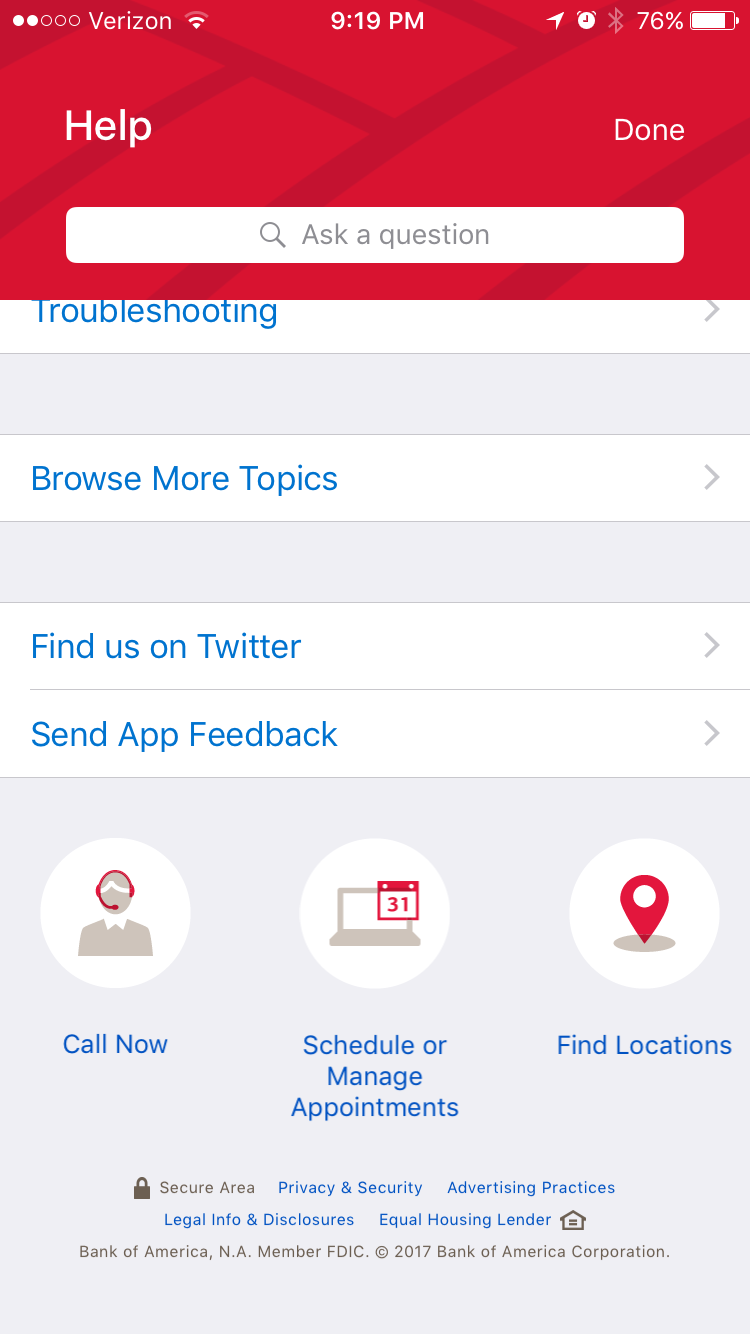 Verizon 9:19 PM 76%
Help Done
Ask a question
Troubleshooting
Browse More Topics
Find us on Twitter
Send App Feedback
31
Call Now Schedule or Find Locations
Manage
Appointments
Secure Area Privacy & Security Advertising Practices
Legal Info & Disclosures Equal Housing Lender
Bank of America, N.A. Member FDIC. © 2017 Bank of America Corporation.